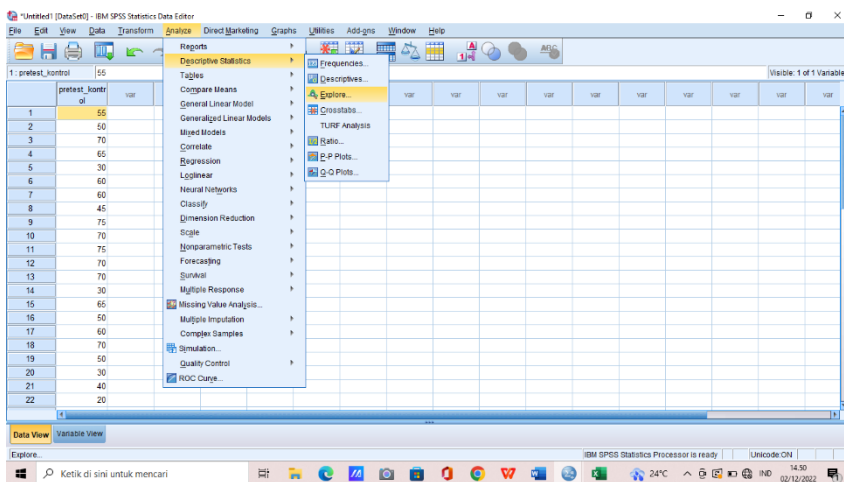 *Untitled1 [DataSet0] - IBM SPSS Statistics Data Editor
File Edit View Data Transform Analyze Direct Marketing Graphs Utilities Add-ons Window Help
1 : pretest_kontrol 55 Visible: 1 of 1 Variable
Reports
Descriptive Statistics
Tables
Compare Means
General Linear Model
Generalized Linear Models
Mixed Models
Correlate
Regression
Loglinear
Neural Networks
Classify
Dimension Reduction
Scale
Nonparametric Tests
Forecasting
Survival
Multiple Response
Missing Value Analysis...
Multiple Imputation
Complex Samples
Simulation...
Quality Control
ROC Curve...
Frequencies...
Descriptives...
Explore...
Crosstabs...
TURF Analysis
Ratio...
P-P Plots...
Q-Q Plots...
pretest_kontr
ol
var var var var var var var var var var
1 55
2 50
3 70
4 65
5 30
6 60
7 60
8 45
9 75
10 70
11 75
12 70
13 70
14 30
15 65
16 50
17 60
18 70
19 50
20 30
21 40
22 20
Data View Variable View
Explore... IBM SPSS Statistics Processor is ready Unicode:ON
Ketik di sini untuk mencari 24°C IND 14.50
02/12/2022